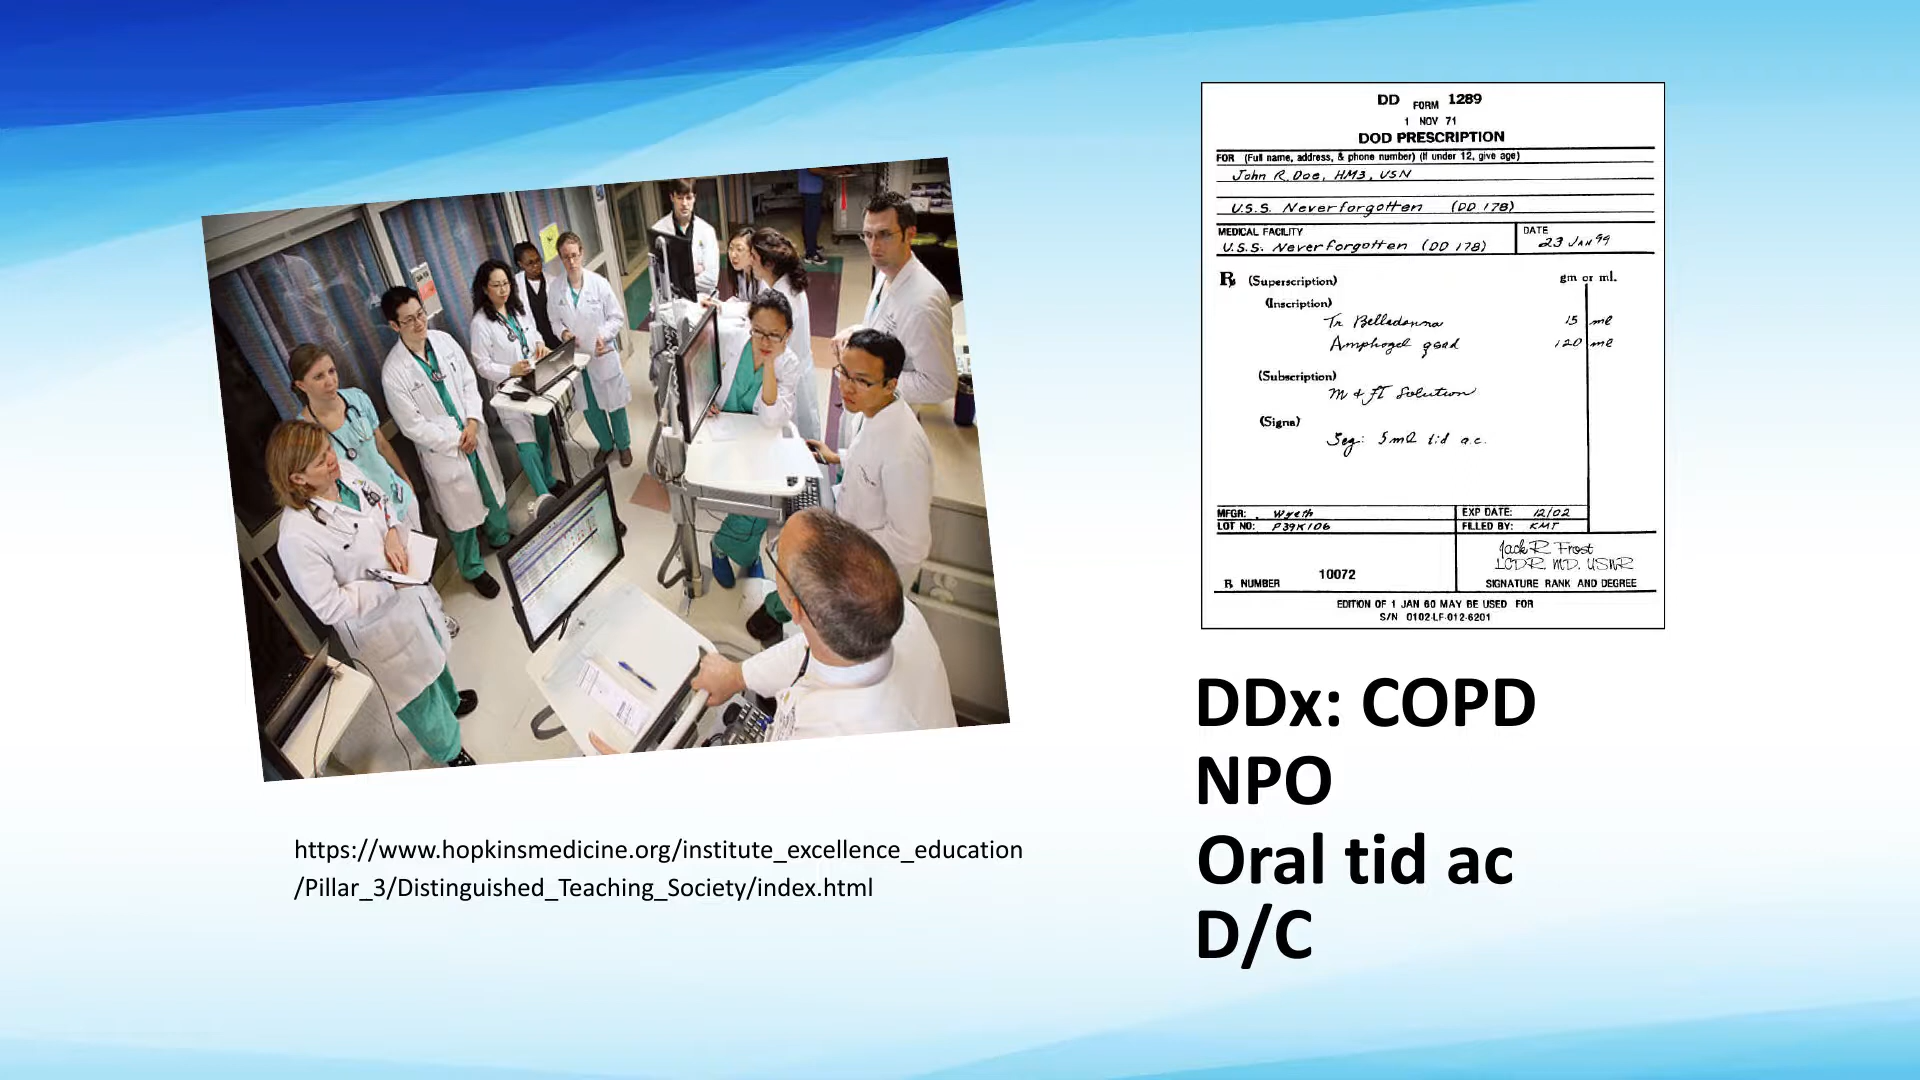 DD FORM 1289
1 NOV 71
DOD PRESCRIPTION
FOR (Full name, address, & phone number) (If under 12, give age)
John R. Doe, HM3, USN
U.S.S. Neverforgotten (DD 178)
MEDICAL FACILITY
U.S.S. Neverforgotten (DD 178)
DATE
23 JAN 99
℞ (Superscription)
gm or ml.
(Inscription)
Tr Belladonna 15 ml
Amphogel qsad 120 ml
(Subscription)
M & ft Solution
(Signa)
Sig: 5ml tid a.c.
MFGR: Wyeth
EXP DATE: 12/02
LOT NO: P39K106
FILLED BY: KMT
Jack R. Frost
LCDR. MD. USNR
℞ NUMBER 10072
SIGNATURE RANK AND DEGREE
EDITION OF 1 JAN 60 MAY BE USED FOR
S/N 0102-LF-012-6201
DDx: COPD
NPO
Oral tid ac
D/C
https://www.hopkinsmedicine.org/institute_excellence_education
/Pillar_3/Distinguished_Teaching_Society/index.html